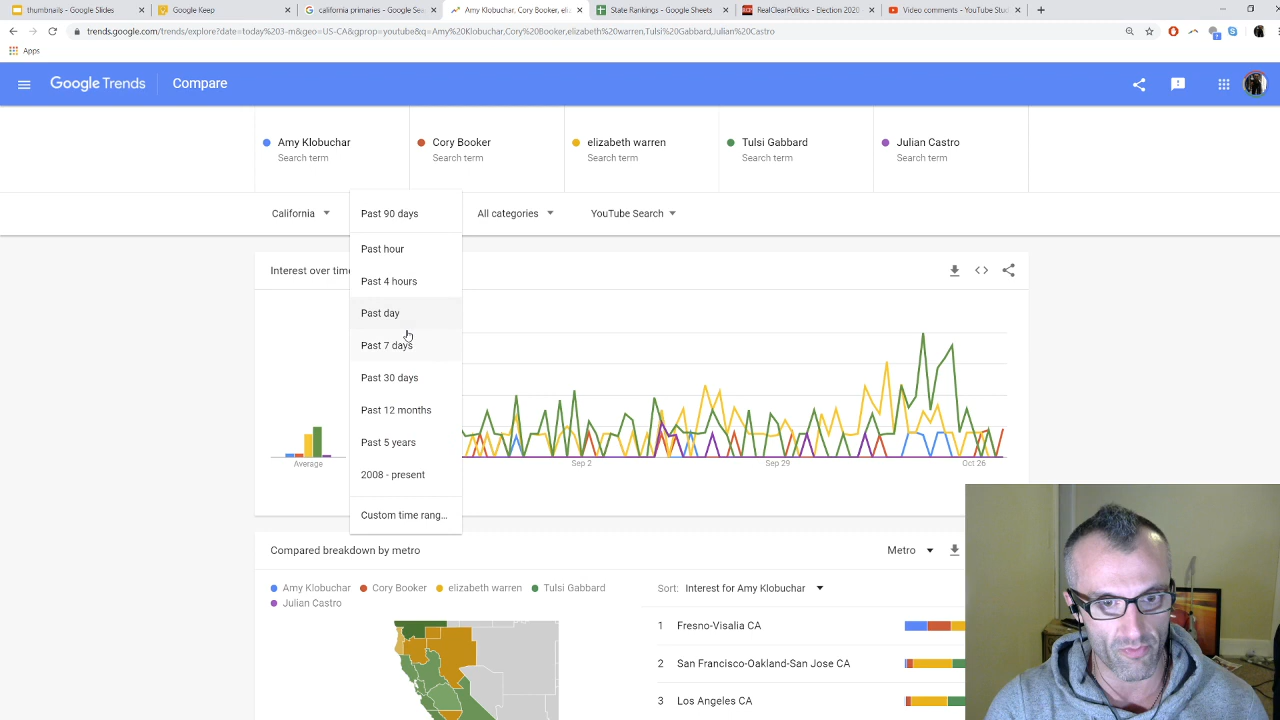 thumbnails - Google Slides
Google Keep
california primaries - Google Sea
Amy Klobuchar, Cory Booker, eli
State Rankings - Google Sheets
RealClearPolitics - Election 2020
Video comments - YouTube Stud
trends.google.com/trends/explore?date=today%203-m&geo=US-CA&gprop=youtube&q=Amy%20Klobuchar,Cory%20Booker,elizabeth%20warren,Tulsi%20Gabbard,Julian%20Castro
Apps
Google Trends
Compare
Amy Klobuchar
Search term
Cory Booker
Search term
elizabeth warren
Search term
Tulsi Gabbard
Search term
Julian Castro
Search term
California
Past 90 days
All categories
YouTube Search
Past hour
Past 4 hours
Past day
Past 7 days
Past 30 days
Past 12 months
Past 5 years
2008 - present
Custom time rang...
Interest over time
Average
Sep 2
Sep 29
Oct 26
Compared breakdown by metro
Metro
Amy Klobuchar
Cory Booker
elizabeth warren
Tulsi Gabbard
Julian Castro
Sort: Interest for Amy Klobuchar
1 Fresno-Visalia CA
2 San Francisco-Oakland-San Jose CA
3 Los Angeles CA